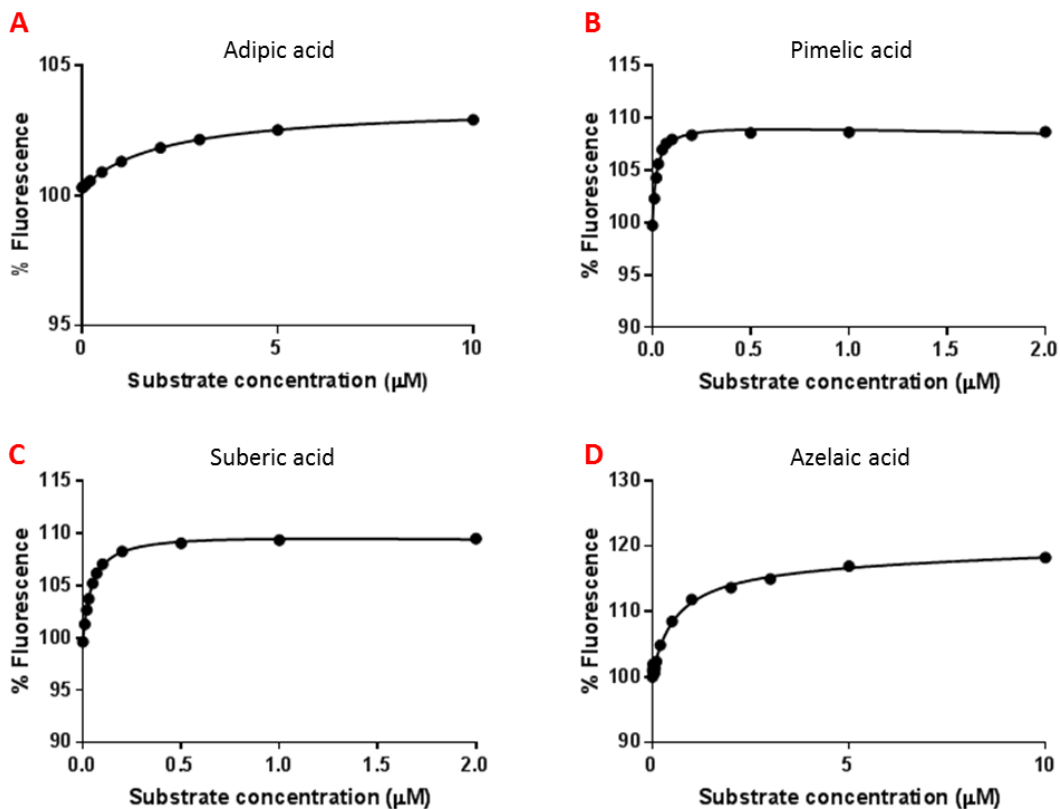 A
Adipic acid
105
100
95
% Fluorescence
0
5
10
Substrate concentration (µM)
B
Pimelic acid
115
110
105
100
95
90
% Fluorescence
0.0
0.5
1.0
1.5
2.0
Substrate concentration (µM)
C
Suberic acid
115
110
105
100
95
90
% Fluorescence
0.0
0.5
1.0
1.5
2.0
Substrate concentration (µM)
D
Azelaic acid
130
120
110
100
90
% Fluorescence
0
5
10
Substrate concentration (µM)